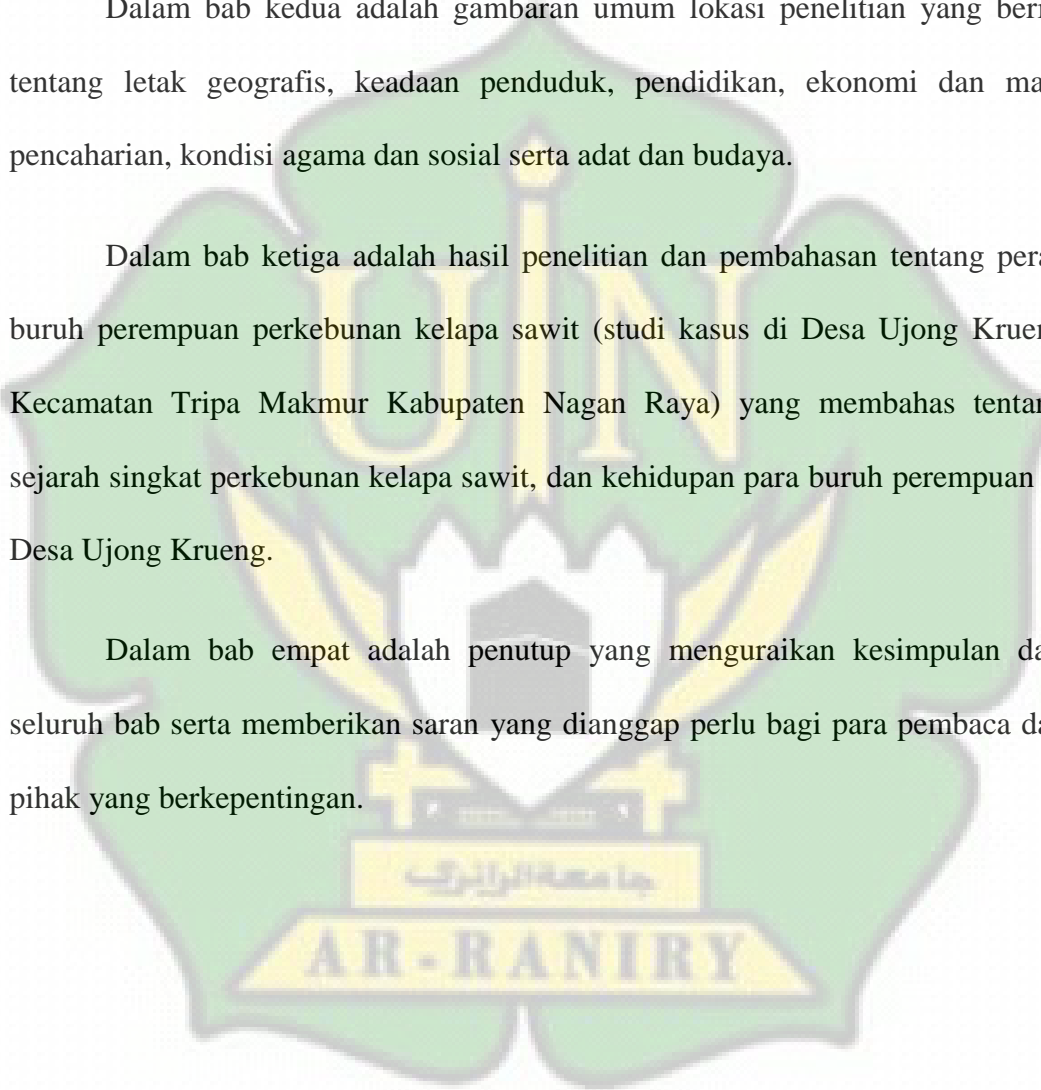 Dalam bab kedua adalah gambaran umum lokasi penelitian yang
tentang letak geografis, keadaan penduduk, pendidikan, ekonomi dan
pencaharian, kondisi agama dan sosial serta adat dan budaya.
Dalam bab ketiga adalah hasil penelitian dan pembahasan tentang
buruh perempuan perkebunan kelapa sawit (studi kasus di Desa Ujong
Kecamatan Tripa Makmur Kabupaten Nagan Raya) yang membahas
sejarah singkat perkebunan kelapa sawit, dan kehidupan para buruh perempuan
Desa Ujong Krueng.
Dalam bab empat adalah penutup yang menguraikan kesimpulan
seluruh bab serta memberikan saran yang dianggap perlu bagi para pembaca
pihak yang berkepentingan.
UIN
جامعة الرانري
AR-RANIRY